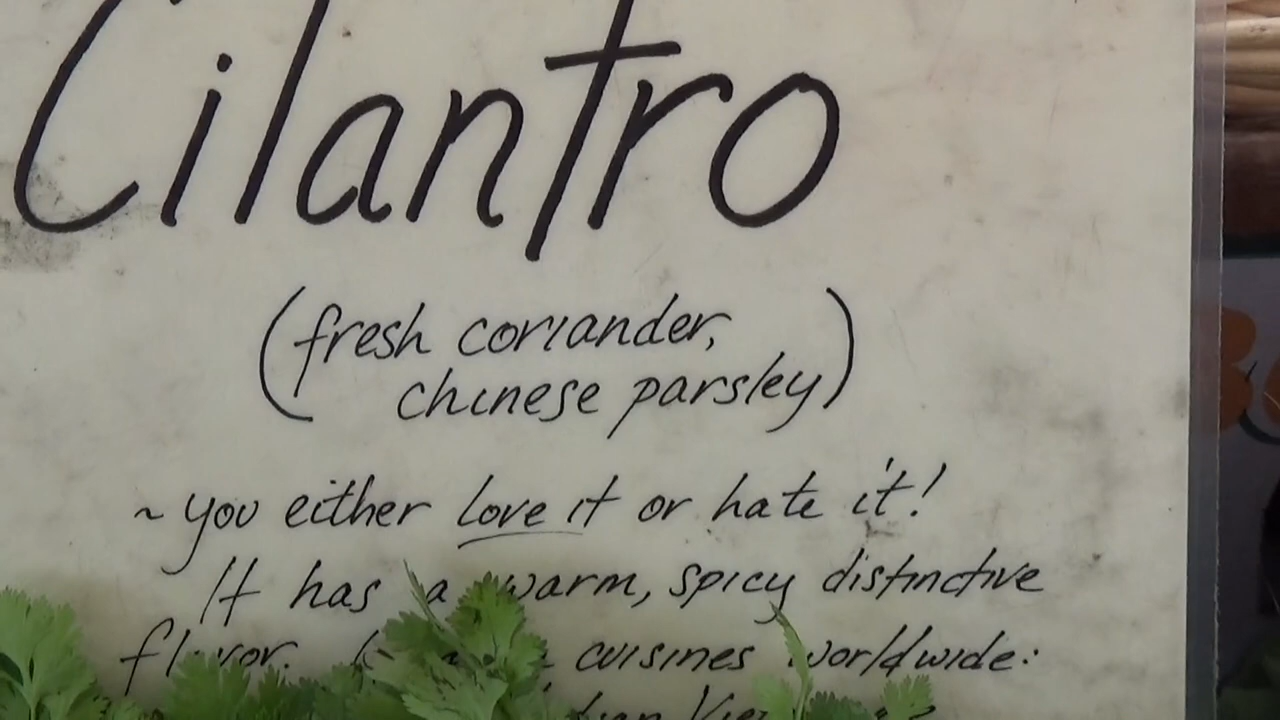 Cilantro
(fresh coriander,
chinese parsley)
~ you either love it or hate it!
It has a warm, spicy distinctive
flavor. cuisines worldwide: